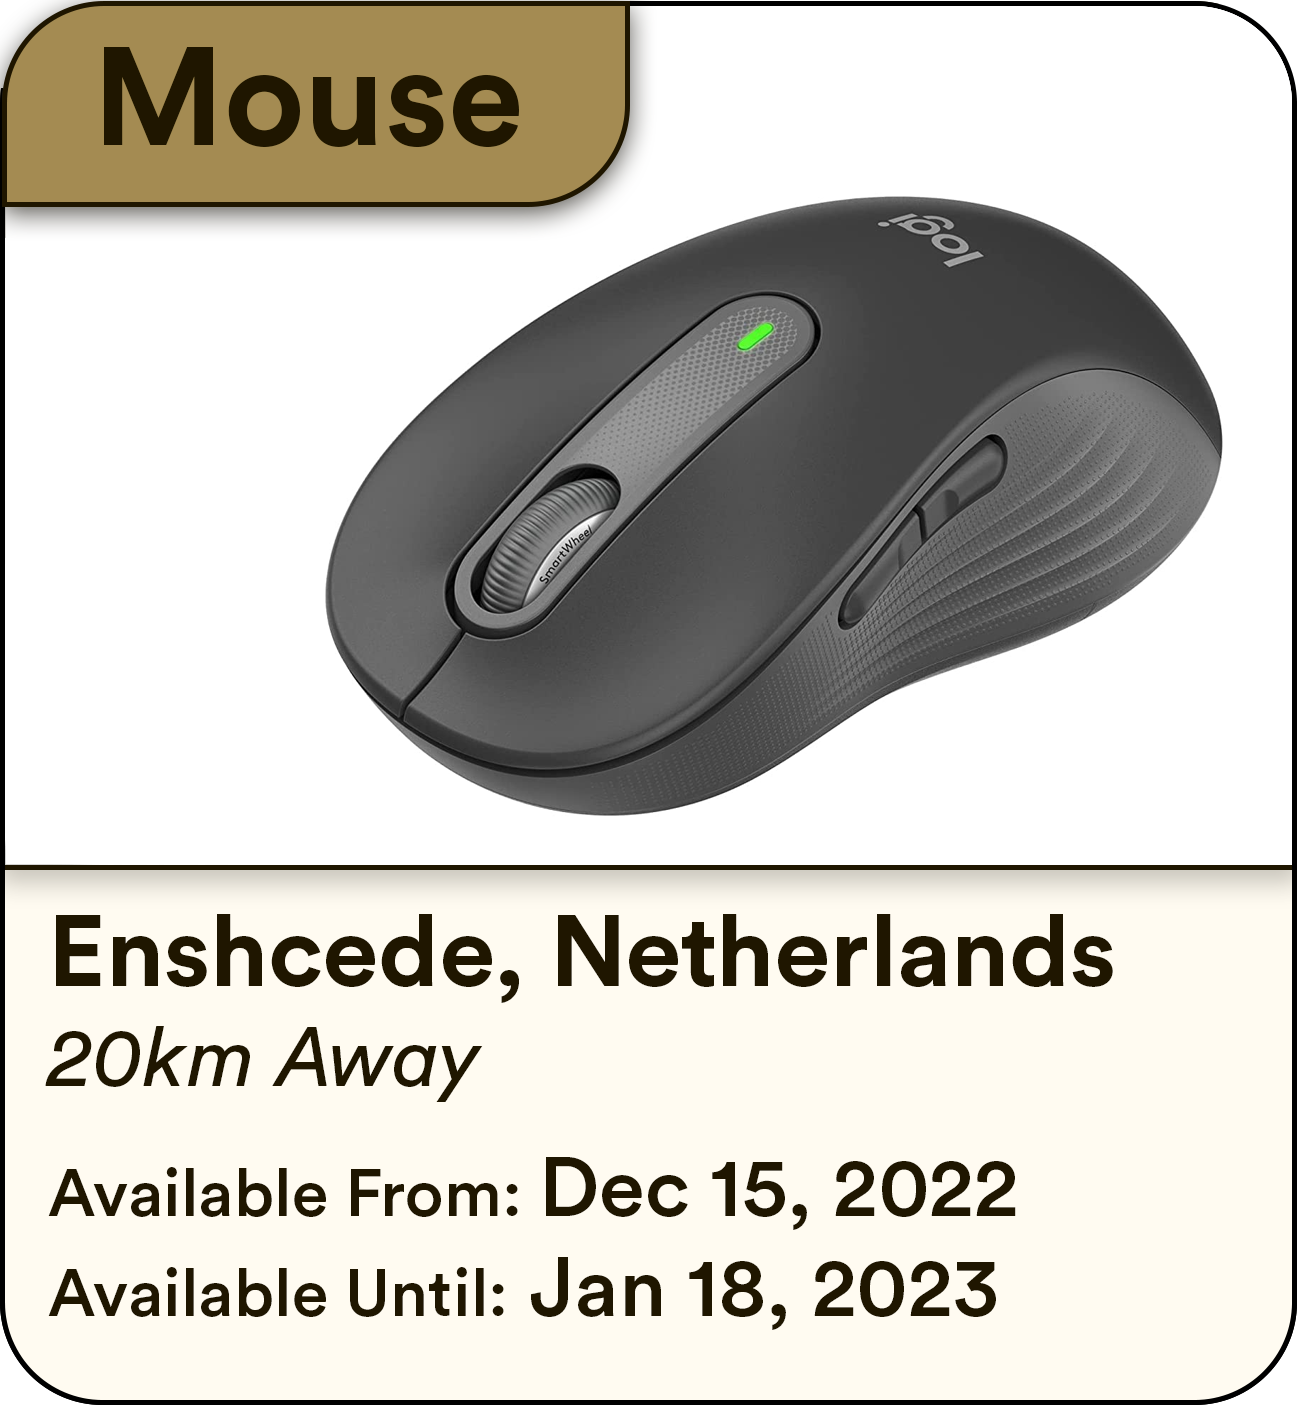 Mouse
logi
SmartWheel
Enshcede, Netherlands
20km Away
Available From: Dec 15, 2022
Available Until: Jan 18, 2023